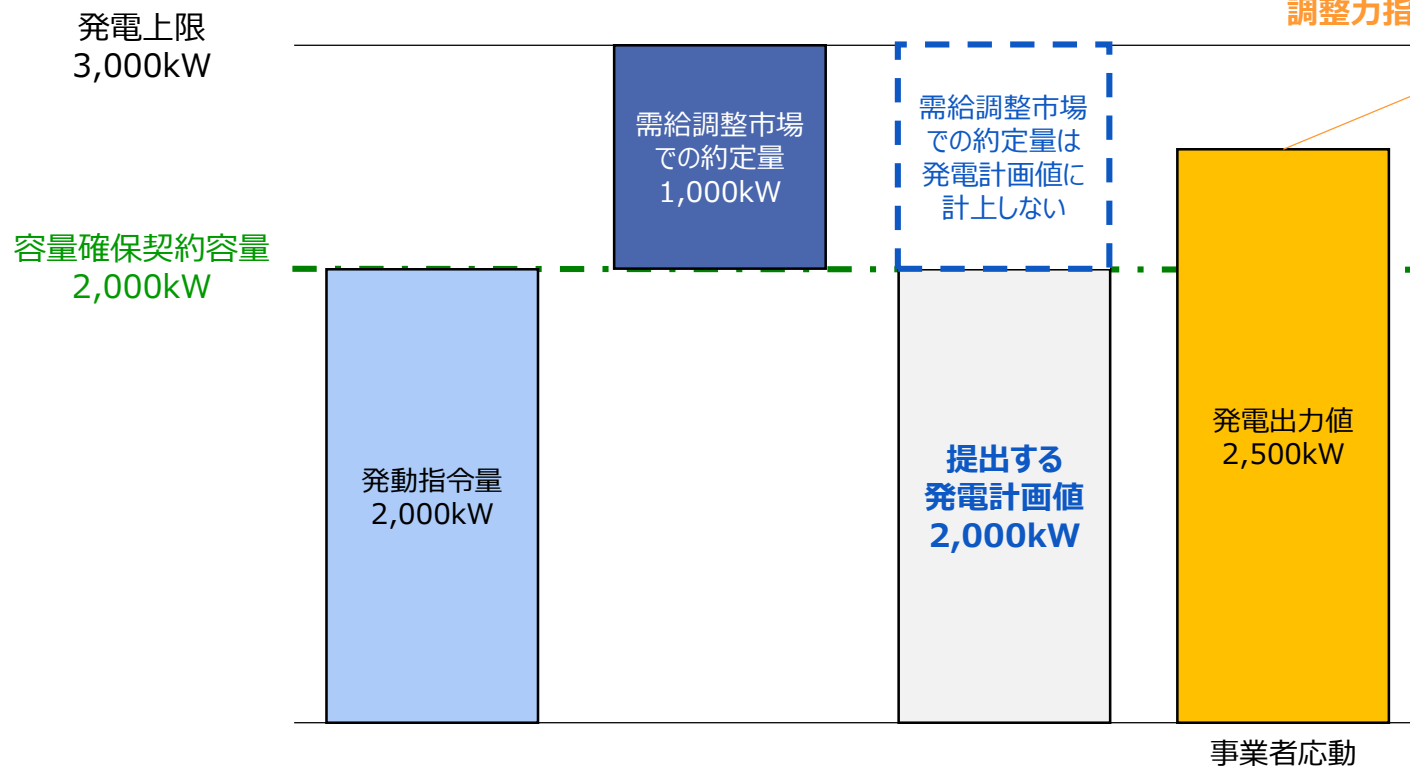 調整力指
発電上限
3,000kW
需給調整市場
での約定量
1,000kW
需給調整市場
での約定量は
発電計画値に
計上しない
容量確保契約容量
2,000kW
発動指令量
2,000kW
提出する
発電計画値
2,000kW
発電出力値
2,500kW
事業者応動